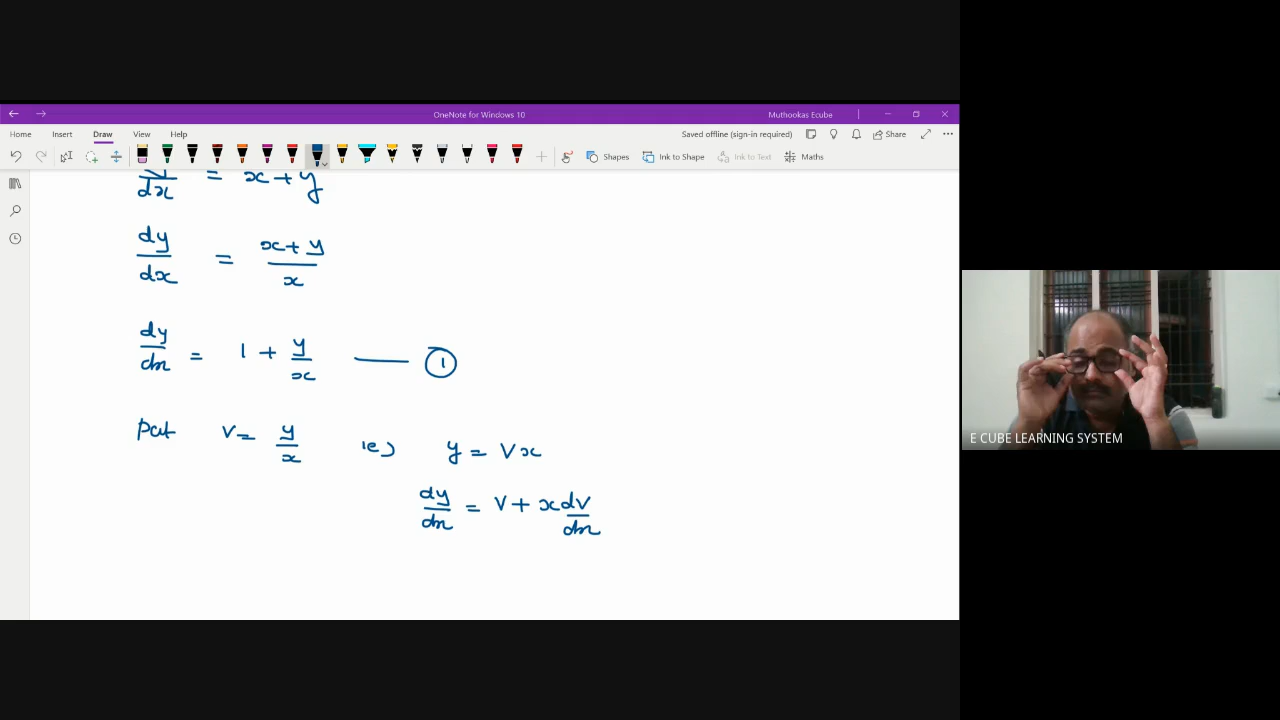 OneNote for Windows 10
Muthookas Ecube
Home Insert Draw View Help
Saved offline (sign-in required)
Share
Shapes
Ink to Shape
Ink to Text
Maths
dx = x + y
dy/dx = x + y/x
dy/dx = 1 + y/x —— ①
Put v = y/x ie) y = vx
dy/dx = v + x dv/dx
E CUBE LEARNING SYSTEM